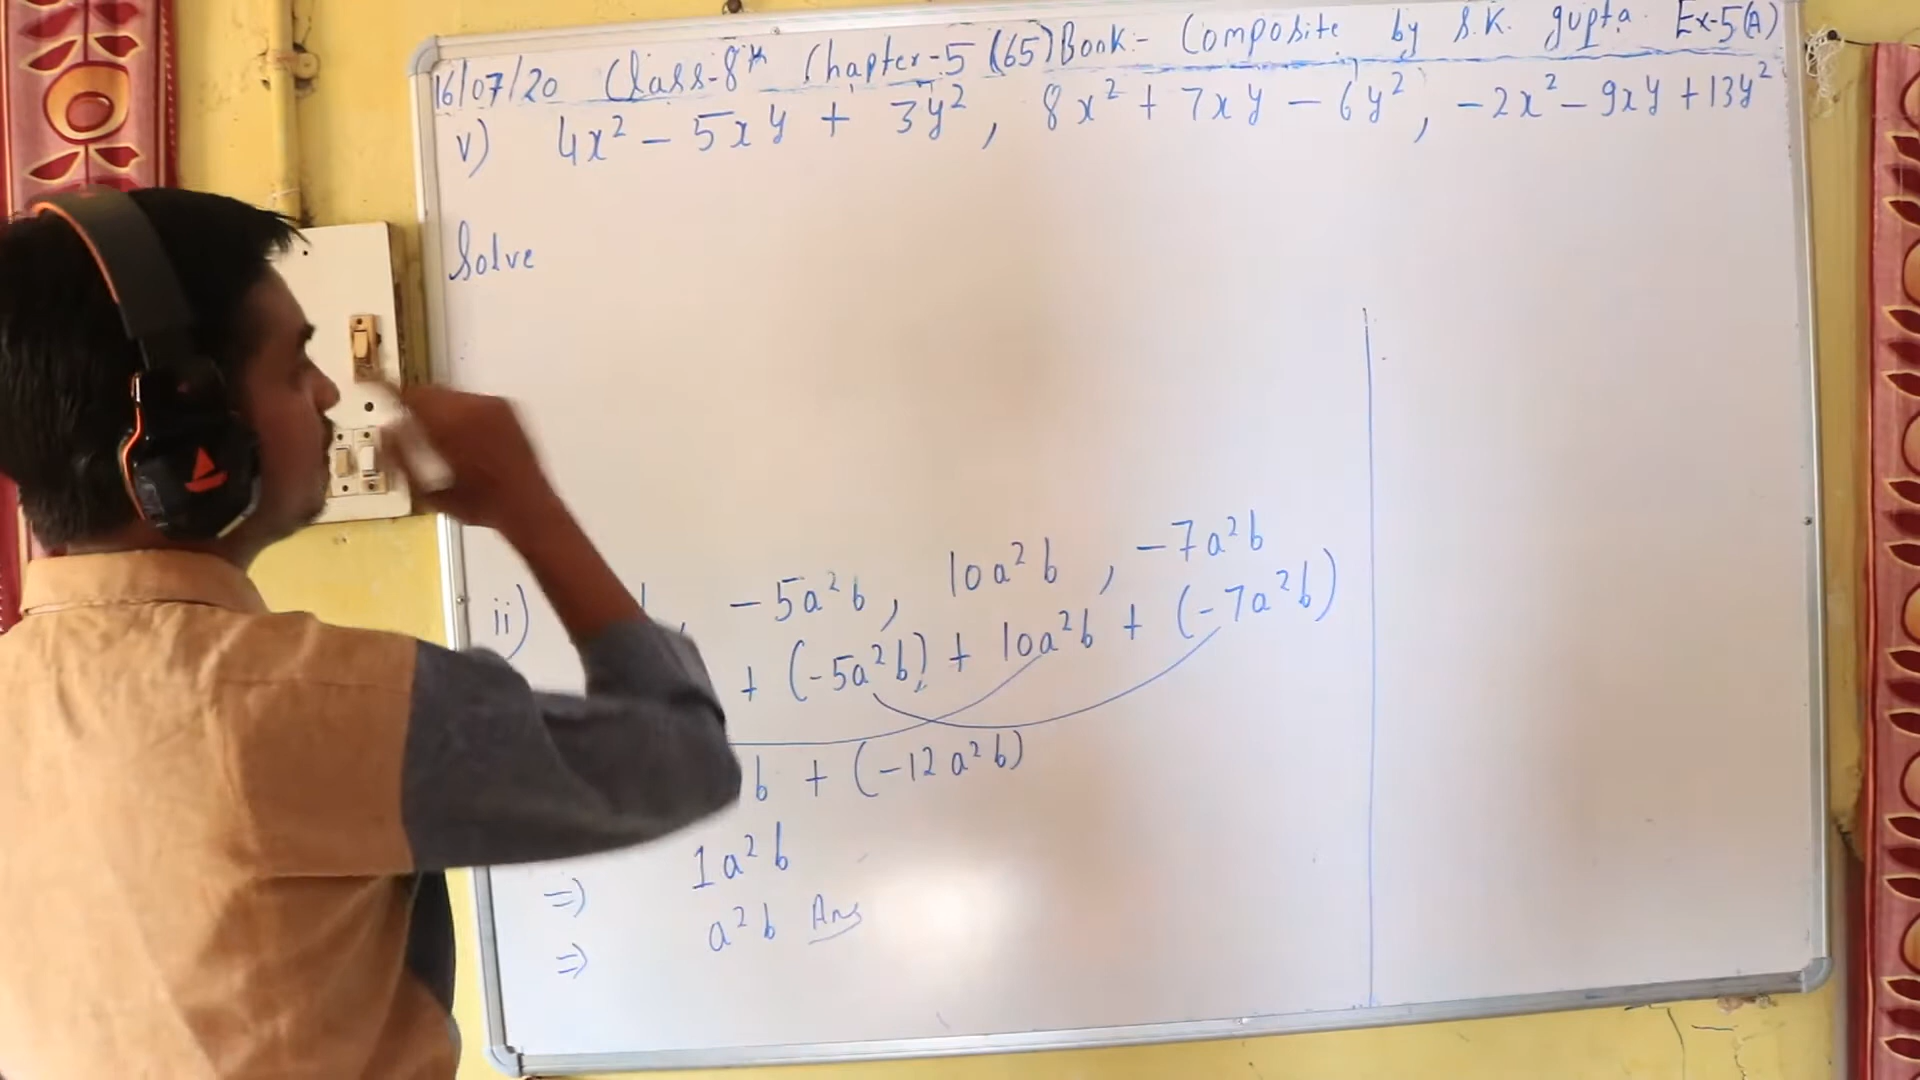 16/07/20 Class-8th Chapter-5 (65) Book:- Composite by S.K. gupta. Ex-5(A)
v) 4x² - 5xy + 3y², 8x² + 7xy - 6y², -2x² - 9xy + 13y²
Solve
ii) , -5a²b, 10a²b, -7a²b
+ (-5a²b) + 10a²b + (-7a²b)
b + (-12a²b)
=> 1a²b
=> a²b Ans